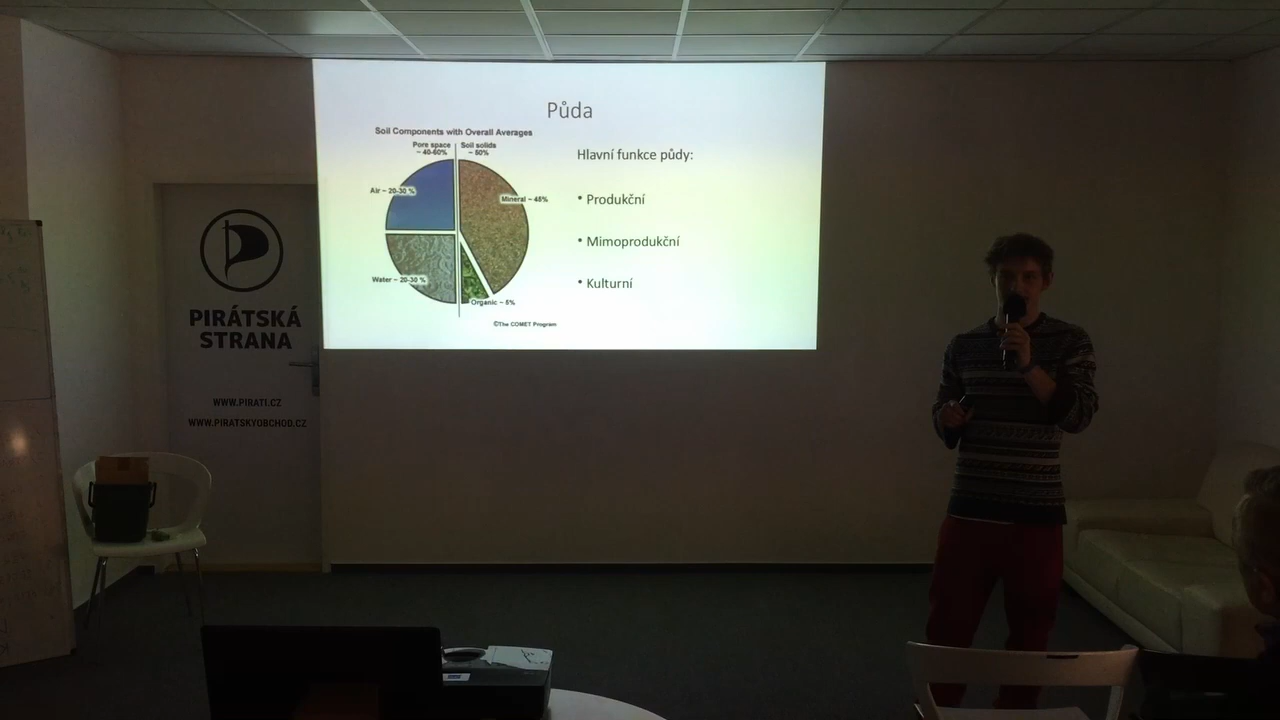 Půda
Soil Components with Overall Averages
Pore space
~ 40-60%
Soil solids
~ 50%
Air ~ 20-30 %
Mineral ~ 45%
Water ~ 20-30 %
Organic ~ 5%
©The COMET Program
Hlavní funkce půdy:
• Produkční
• Mimoprodukční
• Kulturní
PIRÁTSKÁ
STRANA
WWW.PIRATI.CZ
WWW.PIRATSKYOBCHOD.CZ